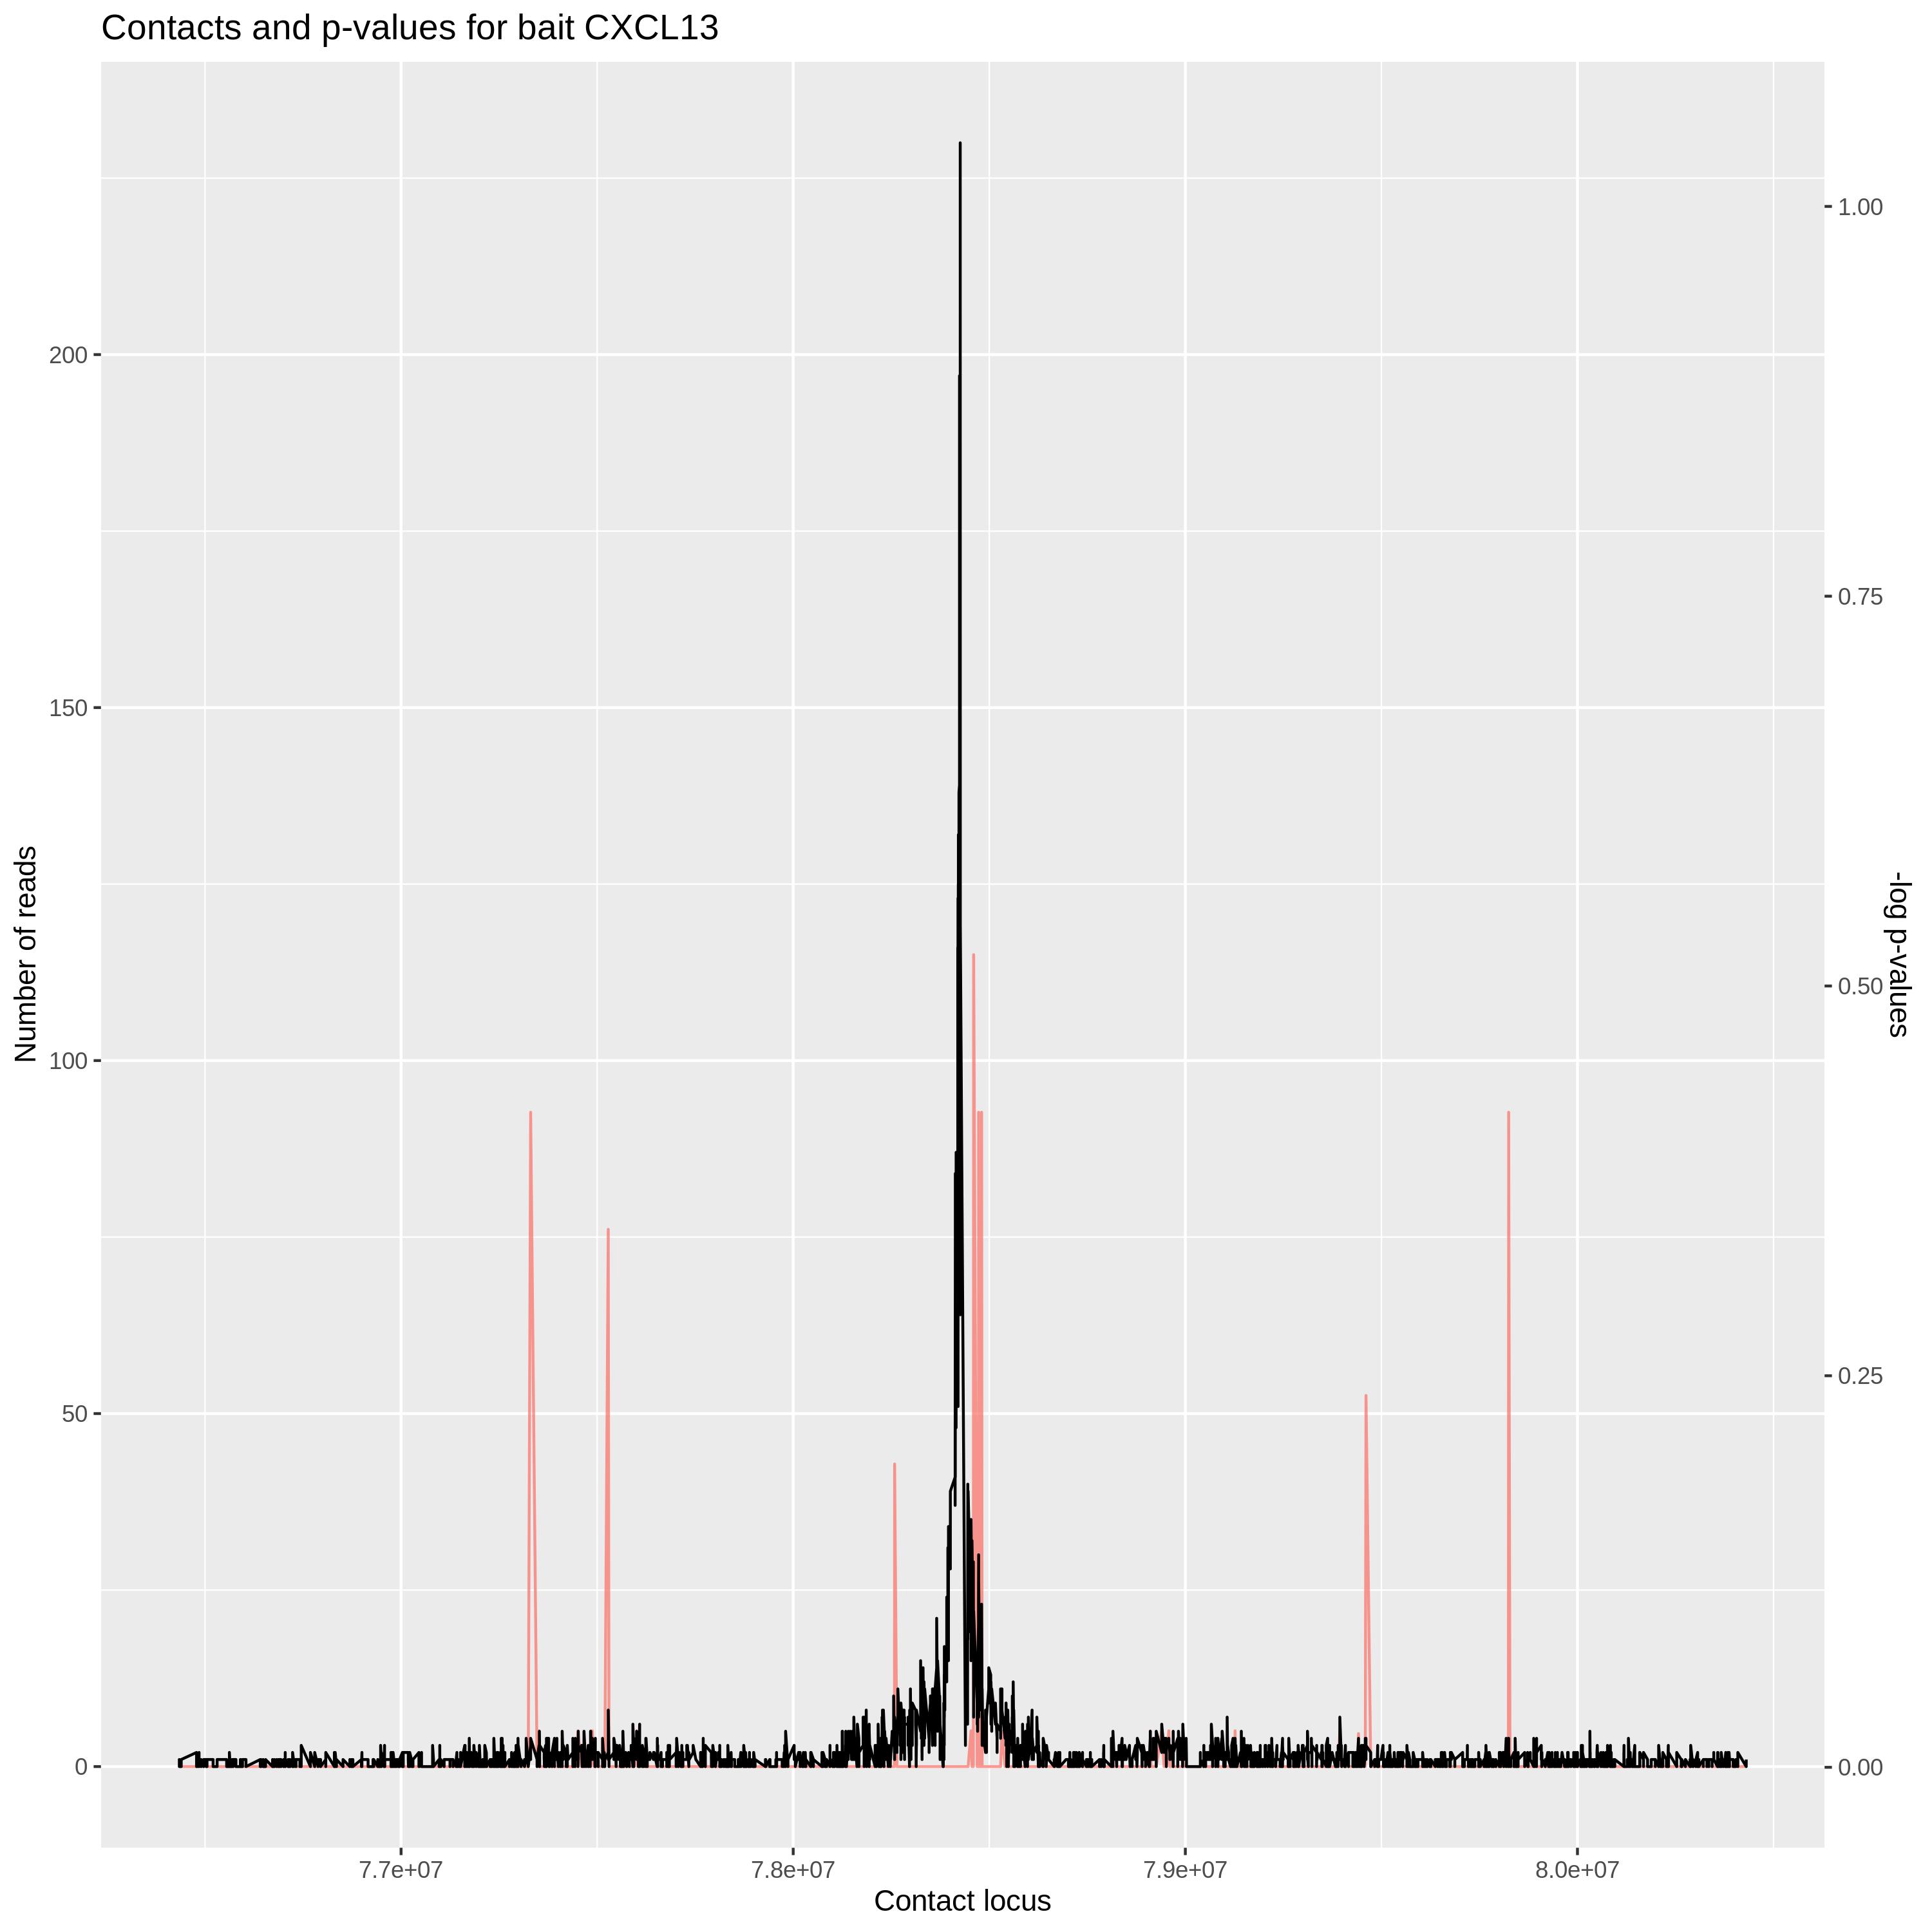 Contacts and p-values for bait CXCL13
Number of reads
200
150
100
50
0
1.00
0.75
0.50
0.25
0.00
-log p-values
7.7e+07
7.8e+07
7.9e+07
8.0e+07
Contact locus